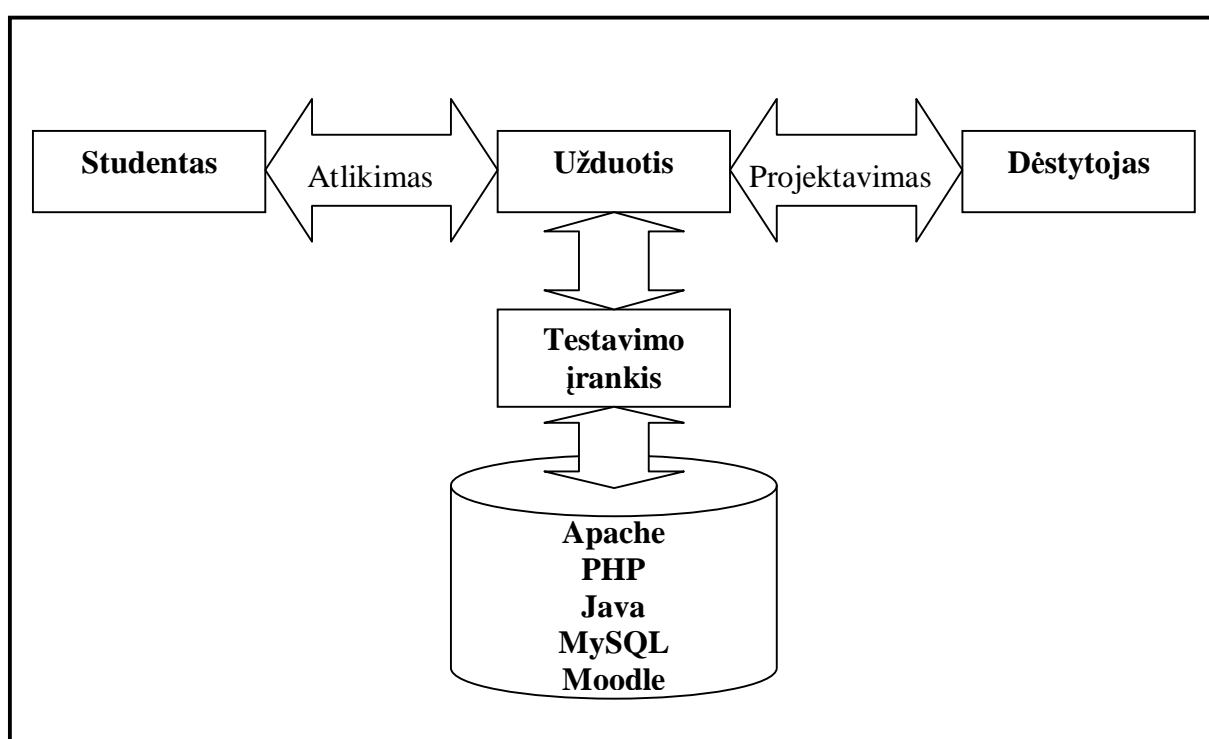 Studentas
Atlikimas
Užduotis
Projektavimas
Dėstytojas
Testavimo
įrankis
Apache
PHP
Java
MySQL
Moodle